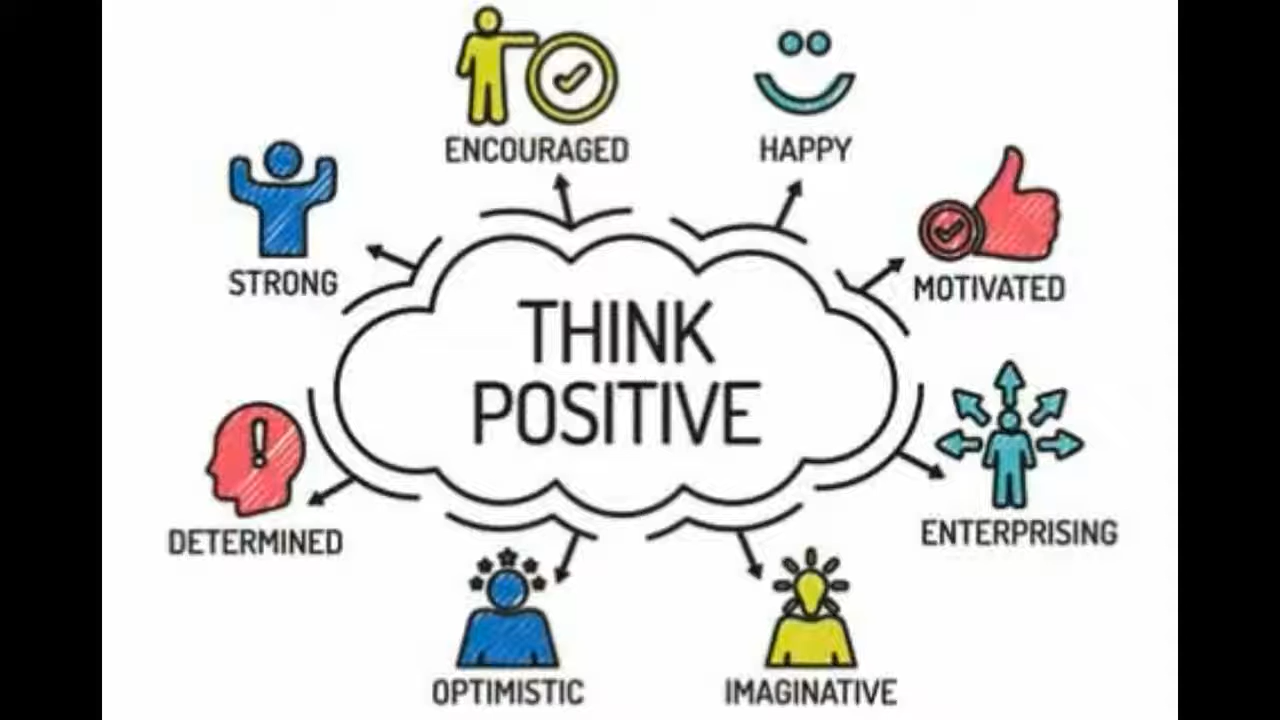 ENCOURAGED
HAPPY
STRONG
MOTIVATED
THINK
POSITIVE
DETERMINED
ENTERPRISING
OPTIMISTIC
IMAGINATIVE